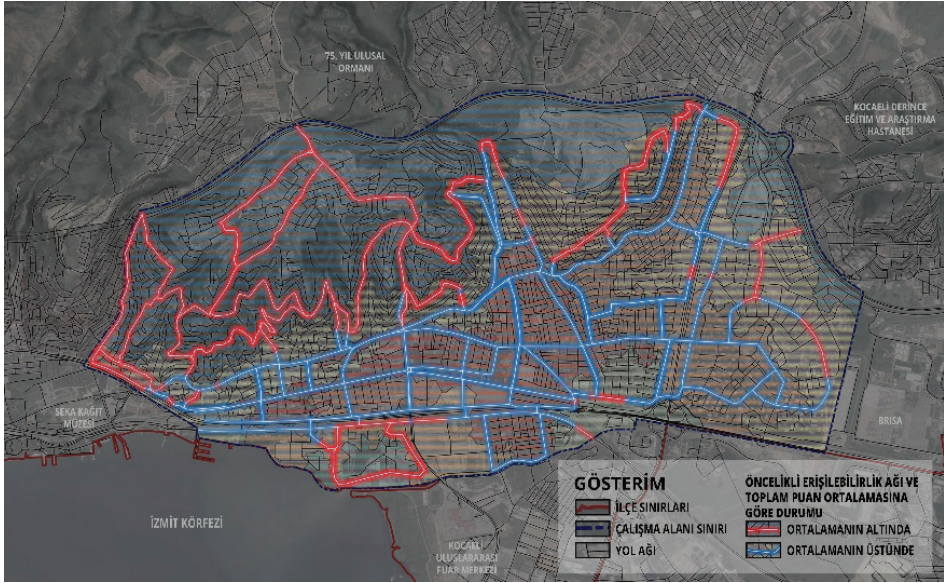 75. YIL ULUSAL
ORMANI
KOCAELİ DERİNCE
EĞİTİM VE ARAŞTIRMA
HASTANESİ
SEKA KAĞIT
MÜZESİ
BRISA
İZMİT KÖRFEZİ
KOCAELİ
ULUSLARARASI
FUAR MERKEZİ
GÖSTERİM
İLÇE SINIRLARI
ÇALIŞMA ALANI SINIRI
YOL AĞI
ÖNCELİKLİ ERİŞİLEBİLİRLİK AĞI VE
TOPLAM PUAN ORTALAMASINA
GÖRE DURUMU
ORTALAMANIN ALTINDA
ORTALAMANIN ÜSTÜNDE